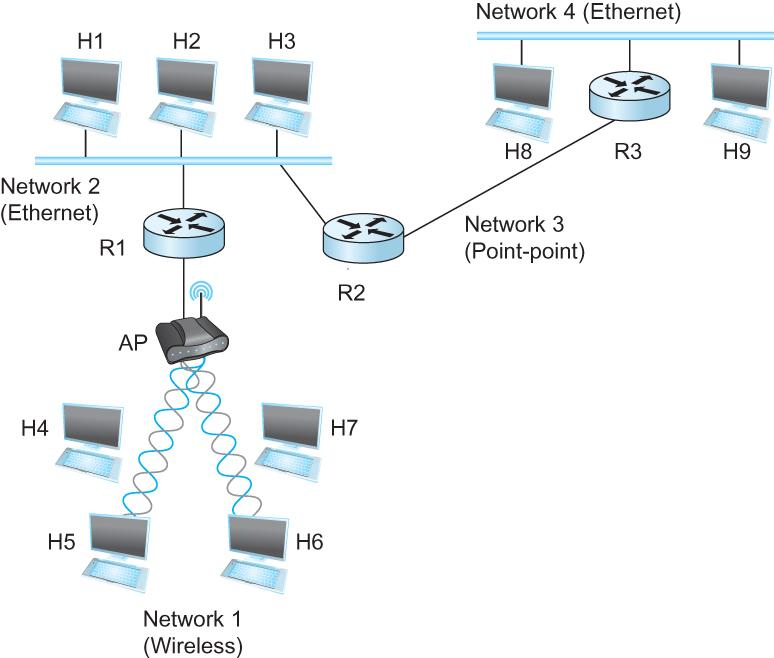 Network 4 (Ethernet)
H1
H2
H3
H8
R3
H9
Network 2
(Ethernet)
R1
R2
Network 3
(Point-point)
AP
H4
H7
H5
H6
Network 1
(Wireless)